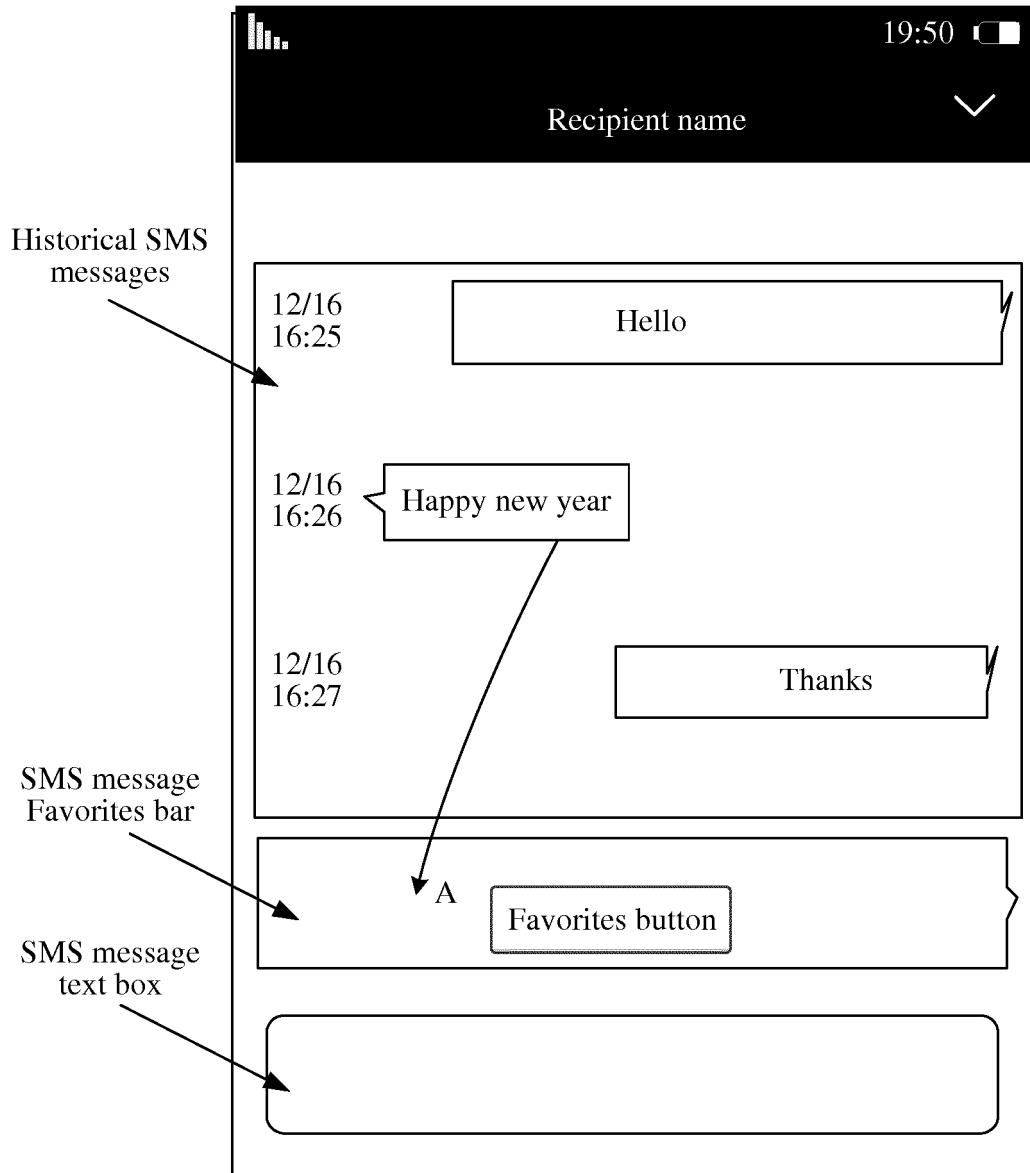 19:50
Recipient name
Historical SMS
messages
12/16
16:25
Hello
12/16
16:26
Happy new year
12/16
16:27
Thanks
SMS message
Favorites bar
A
Favorites button
SMS message
text box